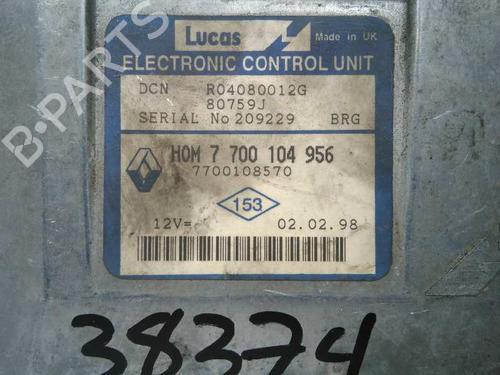 Lucas Made in UK
ELECTRONIC CONTROL UNIT
DCN R04080012G
80759J
SERIAL No 209229 BRG
HOM 7 700 104 956
7700108570
153
12V= 02.02.98
38374
B-PARTS